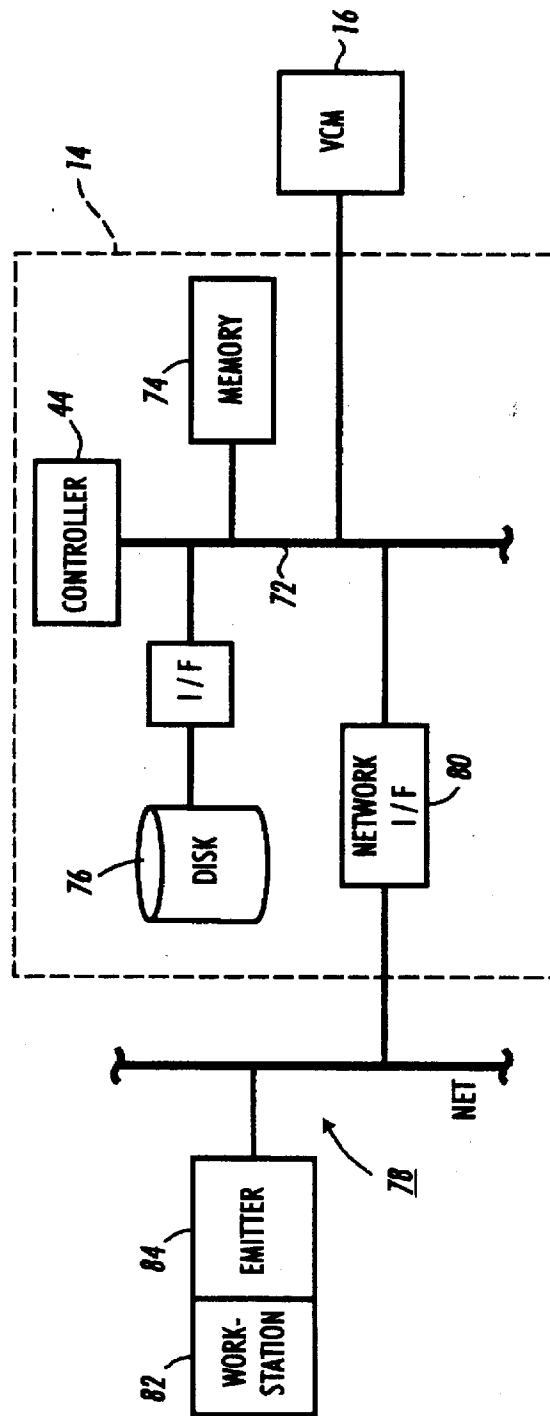 82
WORK-
STATION
84
EMITTER
78
NET
14
44
CONTROLLER
76
DISK
I/F
74
MEMORY
72
NETWORK
I/F
80
16
VCM